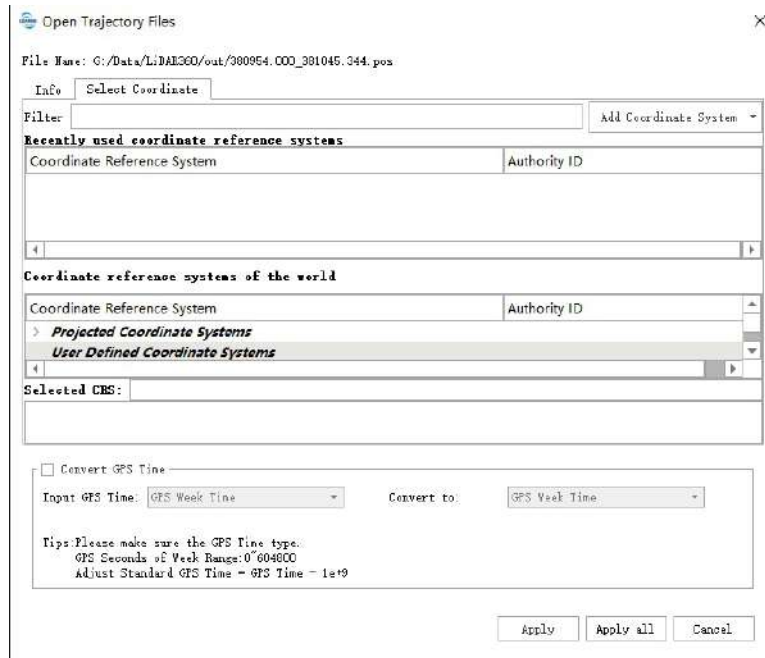 Open Trajectory Files
File Name: G:/Data/LiDAR360/out/380954.000_381045.344.pos
Info Select Coordinate
Filter Add Coordinate System
Recently used coordinate reference systems
Coordinate Reference System Authority ID
Coordinate reference systems of the world
Coordinate Reference System Authority ID
Projected Coordinate Systems
User Defined Coordinate Systems
Selected CRS:
Convert GPS Time
Input GPS Time: GPS Week Time Convert to: GPS Week Time
Tips:Please make sure the GPS Time type.
GPS Seconds of Week Range:0~604800
Adjust Standard GPS Time = GPS Time - 1e+9
Apply Apply all Cancel